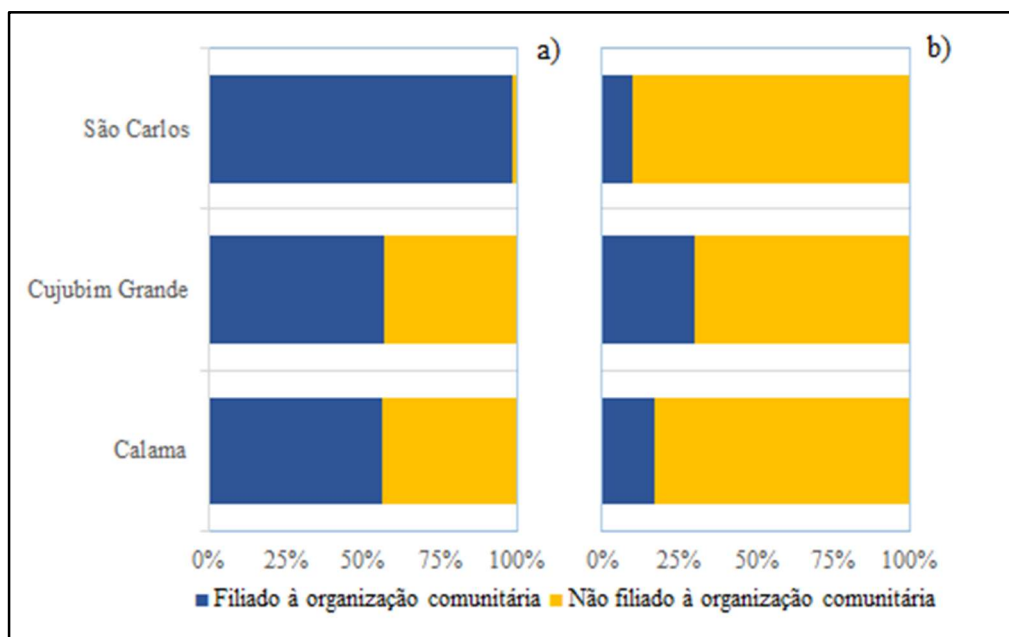 a)
b)
São Carlos
Cujubim Grande
Calama
0% 25% 50% 75% 100%
0% 25% 50% 75% 100%
Filiado à organização comunitária Não filiado à organização comunitária